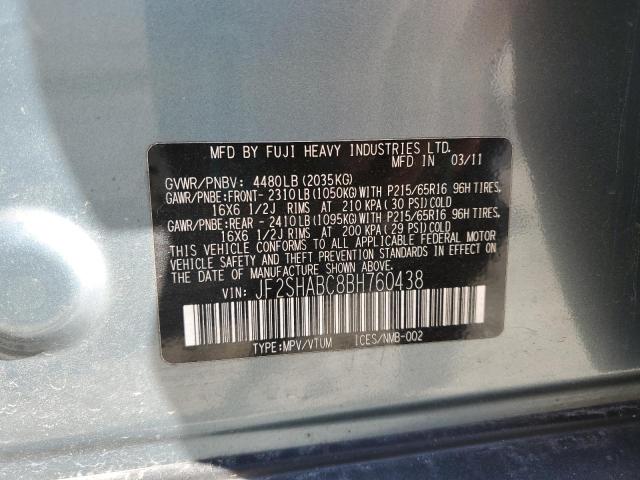 MFD BY FUJI HEAVY INDUSTRIES LTD.
MFD IN 03/11
GVWR/PNBV: 4480LB(2035KG)
GAWR/PNBE:FRONT- 2310LB(1050KG)WITH P215/65R16 96H TIRES,
16X6 1/2J RIMS AT 210 KPA(30 PSI)COLD
GAWR/PNBE:REAR - 2410LB(1095KG)WITH P215/65R16 96H TIRES,
16X6 1/2J RIMS AT 200 KPA(29 PSI)COLD
THIS VEHICLE CONFORMS TO ALL APPLICABLE FEDERAL MOTOR
VEHICLE SAFETY AND BUMPER STANDARDS IN EFFECT ON
THE DATE OF MANUFACTURE SHOWN ABOVE.
VIN: JF2SHABC8BH760438
TYPE:MPV/VTUM ICES/NMB-002